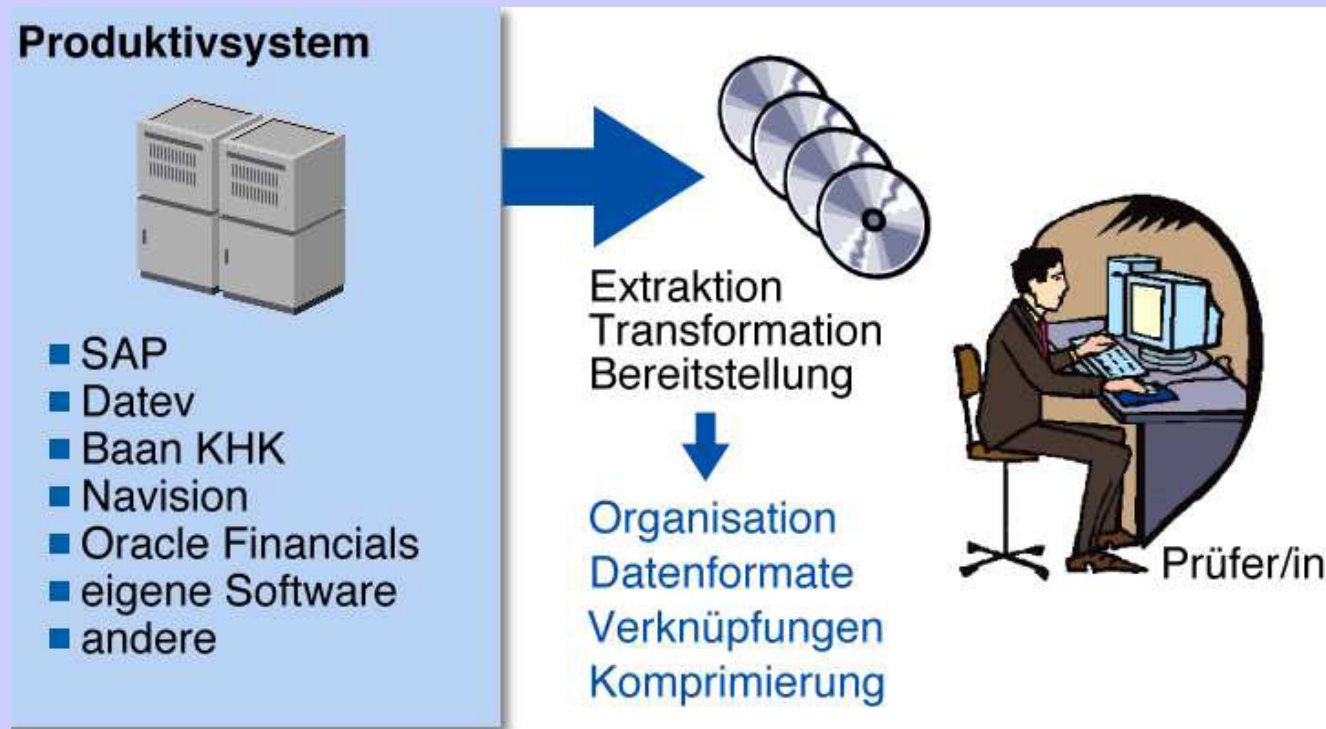 Produktivsystem
SAP
Datev
Baan KHK
Navision
Oracle Financials
eigene Software
andere
Extraktion
Transformation
Bereitstellung
Organisation
Datenformate
Verknüpfungen
Komprimierung
Prüfer/in